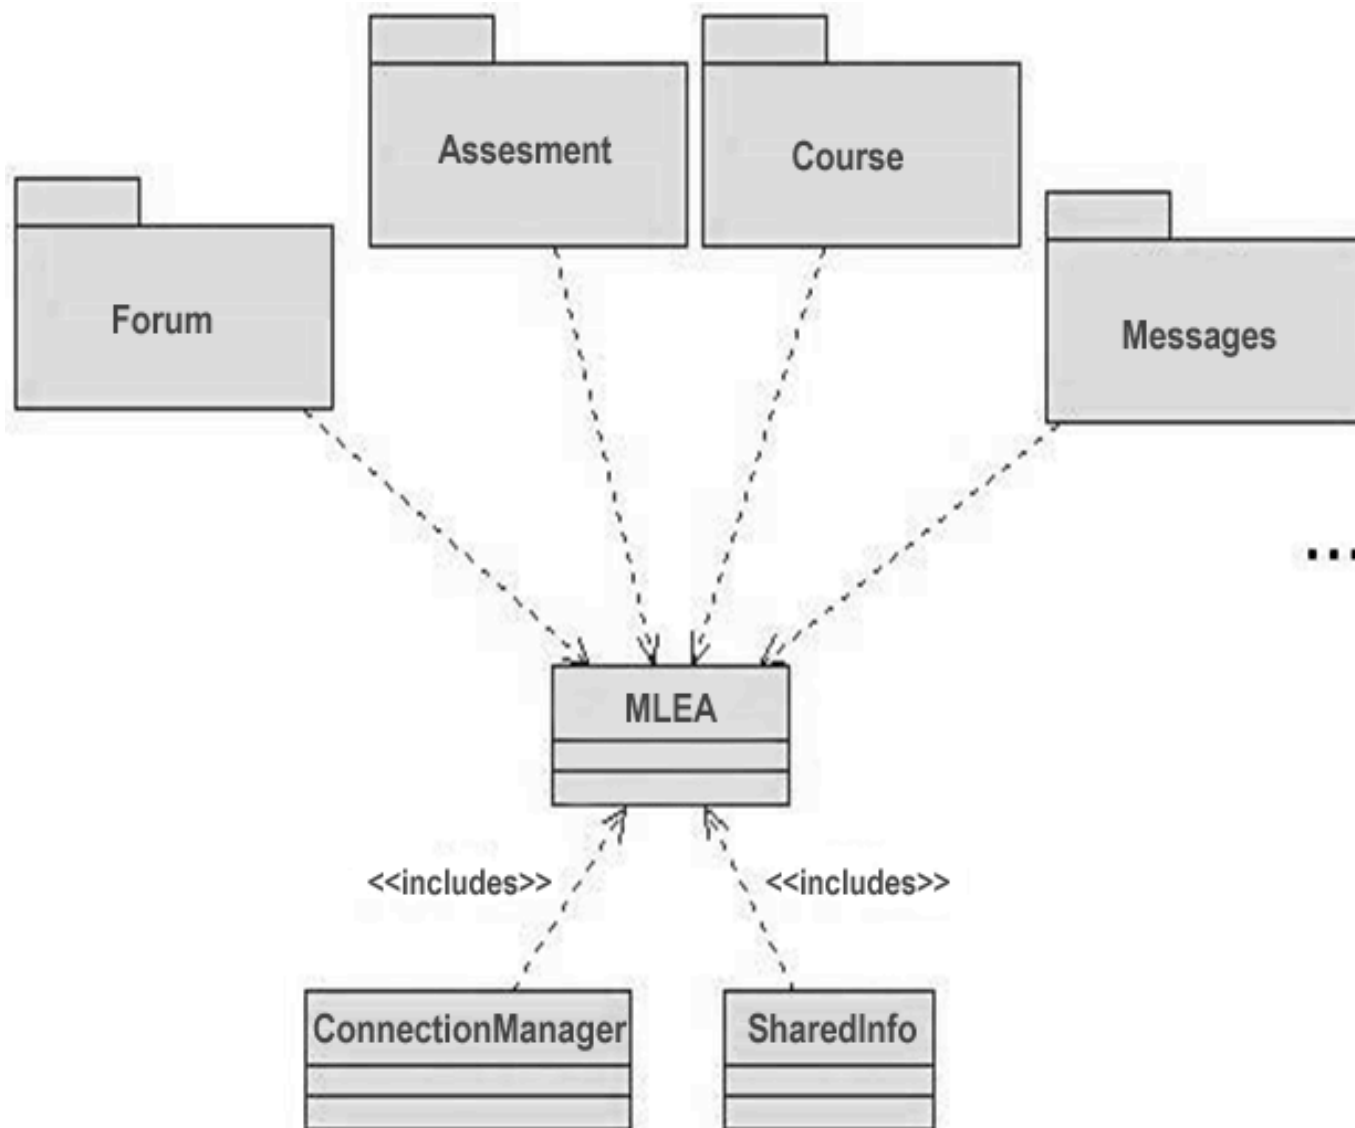 Assesment
Course
Forum
Messages
...
MLEA
<<includes>>
<<includes>>
ConnectionManager
SharedInfo